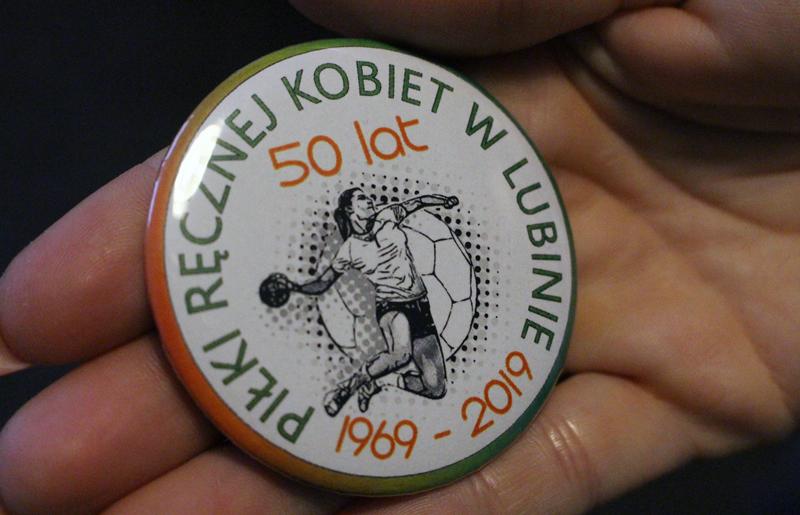 PIŁKI RĘCZNEJ KOBIET W LUBINIE
50 lat
1969 - 2019